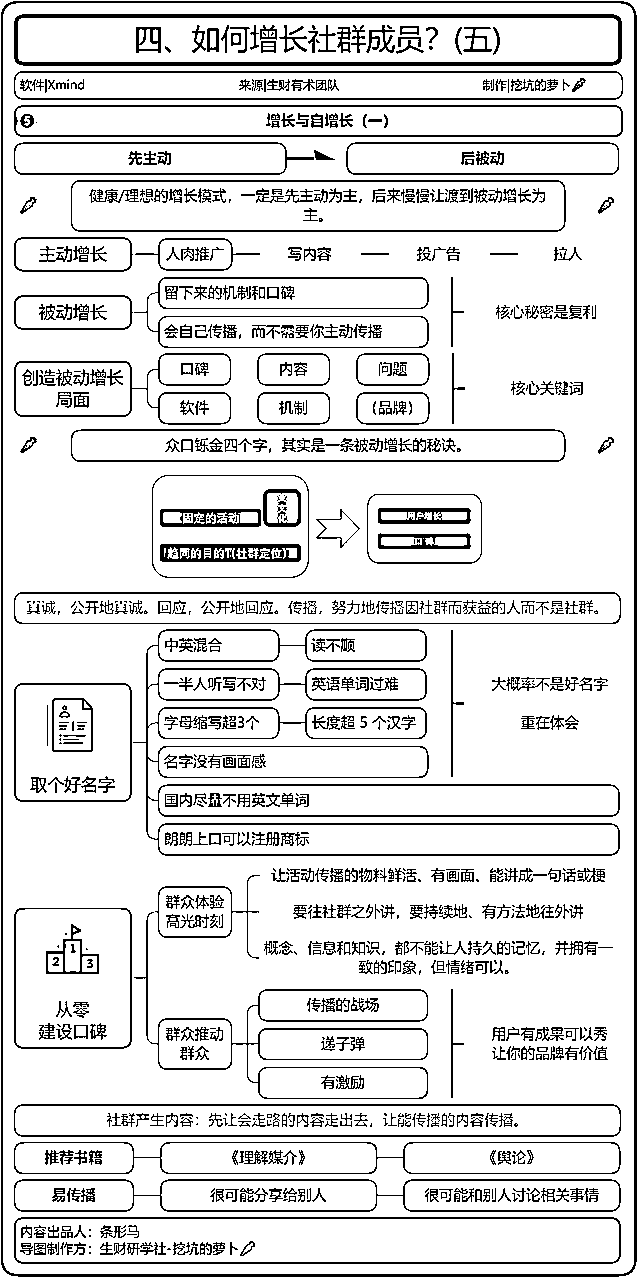 四、如何增长社群成员？(五)
软件|Xmind 来源|生财有术团队 制作|挖坑的萝卜
5 增长与自增长（一）
先主动 后被动
健康/理想的增长模式，一定是先主动为主，后来慢慢让渡到被动增长为
主。
主动增长 人肉推广 写内容 投广告 拉人
被动增长
留下来的机制和口碑
会自己传播，而不需要你主动传播
核心秘密是复利
创造被动增长
局面
口碑 内容 问题
软件 机制 （品牌）
核心关键词
众口铄金四个字，其实是一条被动增长的秘诀。
固定的活动
趋同的目的
(社群定位)
用户增长
真诚，公开地真诚。回应，公开地回应。传播，努力地传播因社群而获益的人而不是社群。
取个好名字
中英混合 读不顺
一半人听写不对 英语单词过难
字母缩写超3个 长度超 5 个汉字
名字没有画面感
大概率不是好名字
重在体会
国内尽量不用英文单词
朗朗上口可以注册商标
从零
建设口碑
群众体验
高光时刻
让活动传播的物料鲜活、有画面、能讲成一句话或梗
要往社群之外讲，要持续地、有方法地往外讲
概念、信息和知识，都不能让人持久的记忆，并拥有一
致的印象，但情绪可以。
群众推动
群众
传播的战场
递子弹
有激励
用户有成果可以秀
让你的品牌有价值
社群产生内容：先让会走路的内容走出去，让能传播的内容传播。
推荐书籍 《理解媒介》 《舆论》
易传播 很可能分享给别人 很可能和别人讨论相关事情
内容出品人：条形马
导图制作方：生财研学社-挖坑的萝卜